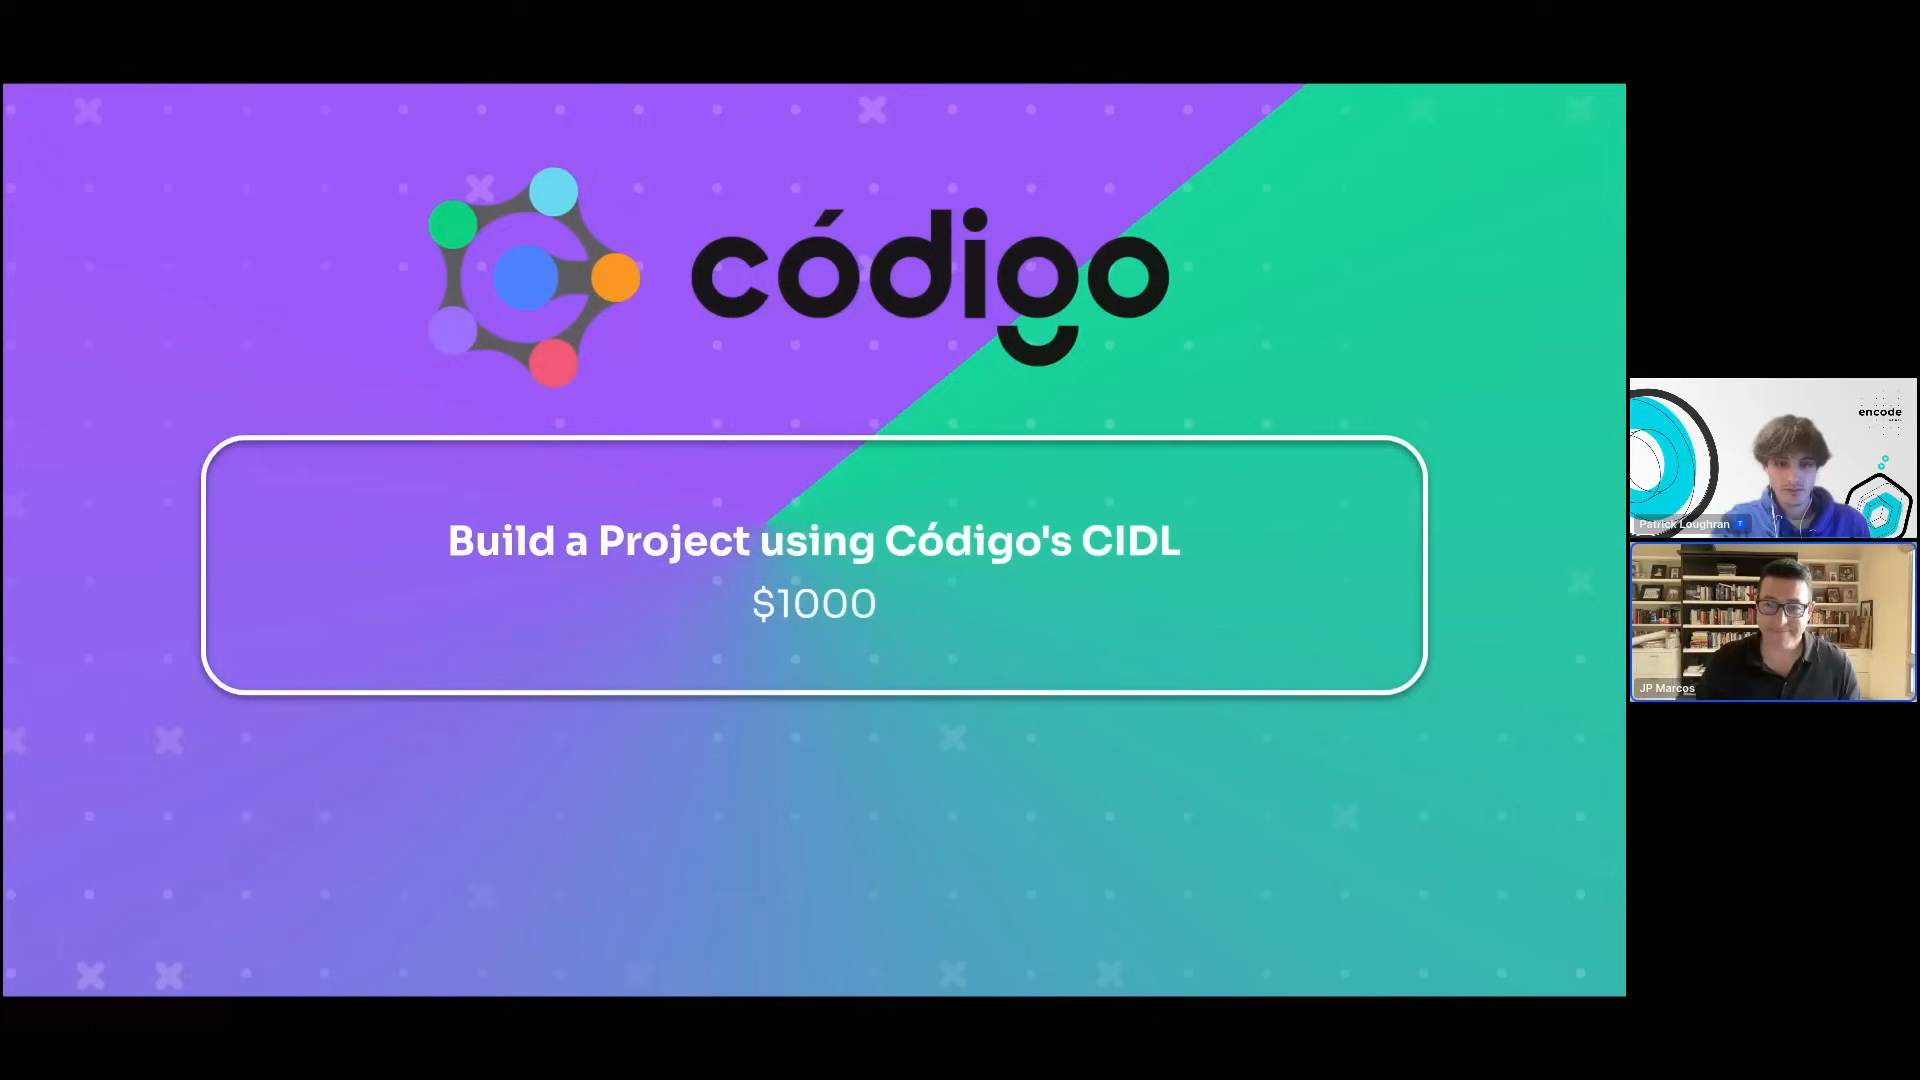 código
Build a Project using Código's CIDL
$1000
encode
Patrick Loughran
JP Marcos